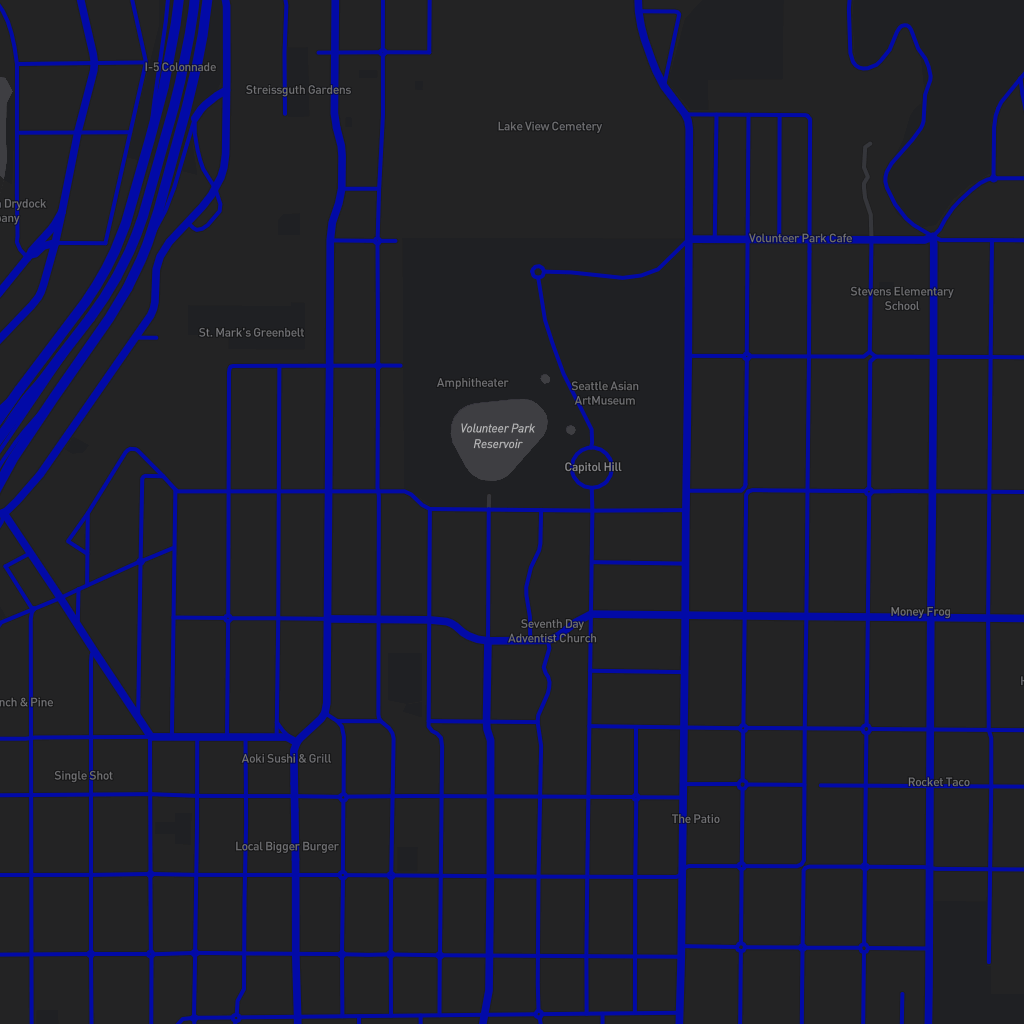 I-5 Colonnade
Streissguth Gardens
Lake View Cemetery
Drydock
Volunteer Park Cafe
Stevens Elementary
School
St. Mark's Greenbelt
Amphitheater
Seattle Asian
ArtMuseum
Volunteer Park
Reservoir
Capitol Hill
Money Frog
Seventh Day
Adventist Church
& Pine
Aoki Sushi & Grill
Single Shot
Rocket Taco
The Patio
Local Bigger Burger